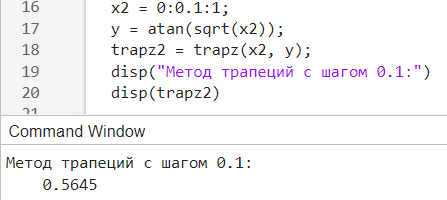 16 x2 = 0:0.1:1;
17 y = atan(sqrt(x2));
18 trapz2 = trapz(x2, y);
19 disp("Метод трапеций с шагом 0.1:")
20 disp(trapz2)
Command Window
Метод трапеций с шагом 0.1:
0.5645